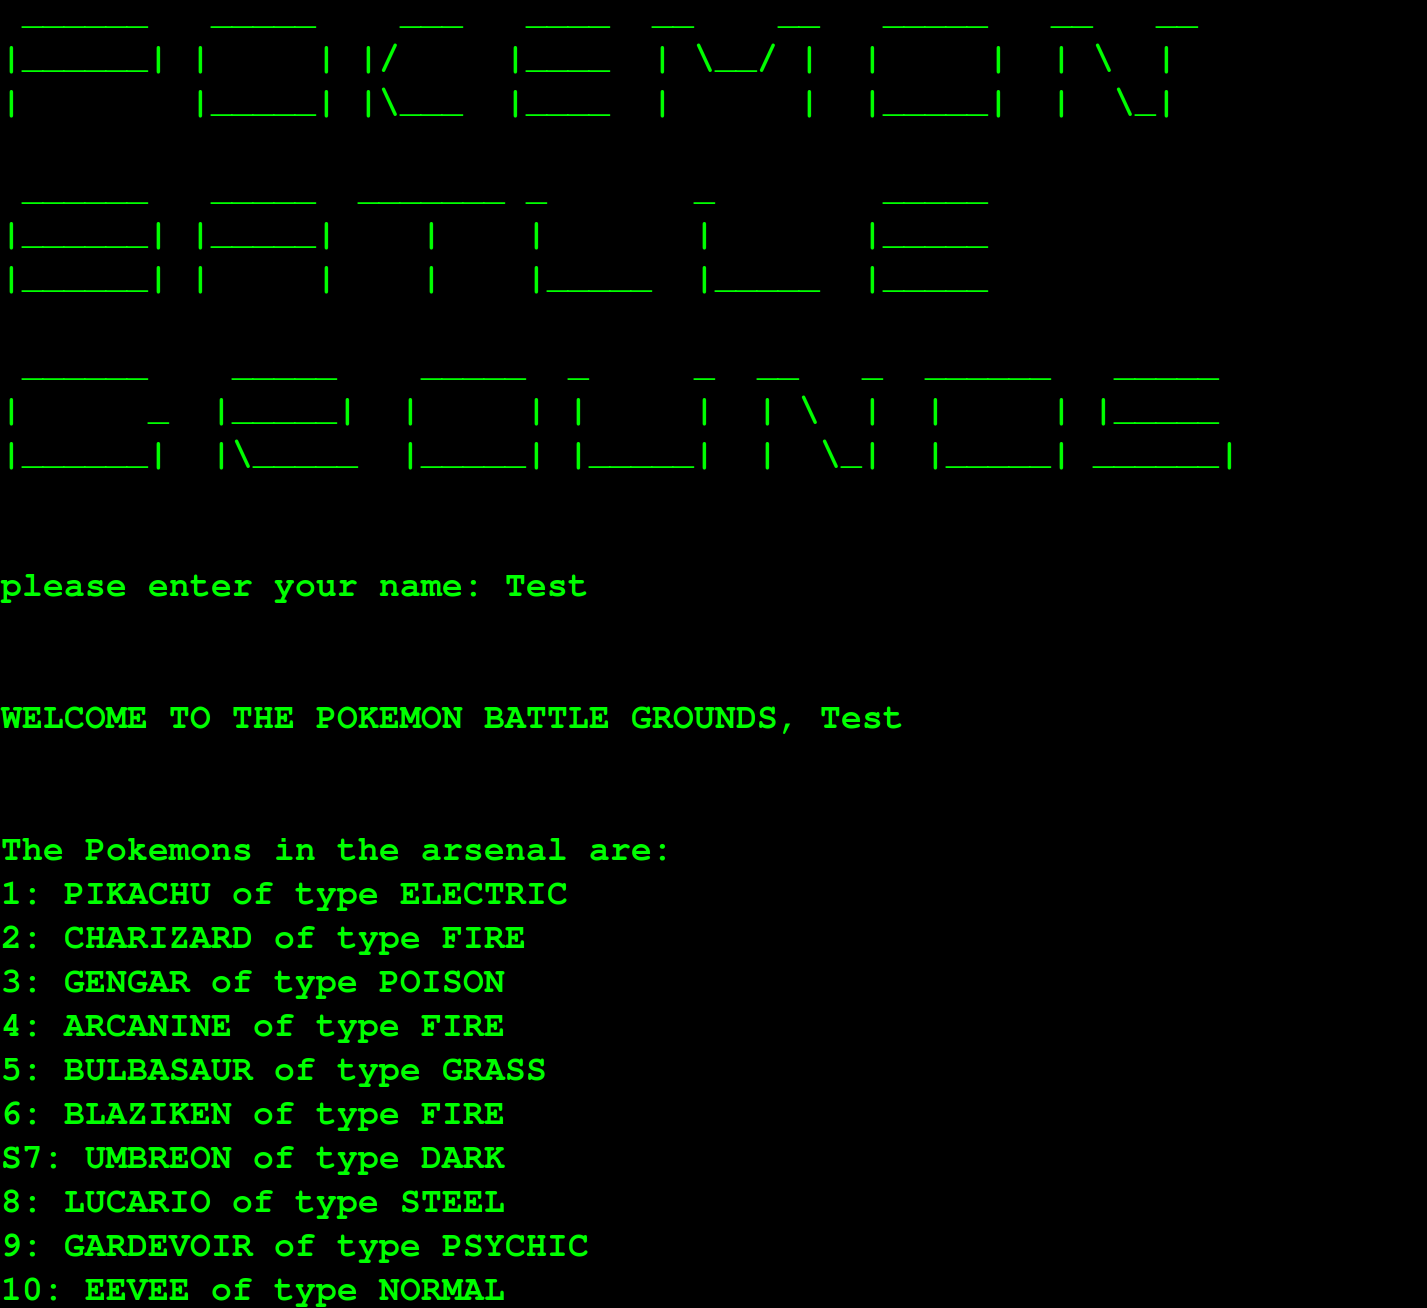 POKEMON
BATLLE
GROUNDS
please enter your name: Test
WELCOME TO THE POKEMON BATTLE GROUNDS, Test
The Pokemons in the arsenal are:
1: PIKACHU of type ELECTRIC
2: CHARIZARD of type FIRE
3: GENGAR of type POISON
4: ARCANINE of type FIRE
5: BULBASAUR of type GRASS
6: BLAZIKEN of type FIRE
S7: UMBREON of type DARK
8: LUCARIO of type STEEL
9: GARDEVOIR of type PSYCHIC
10: EEVEE of type NORMAL